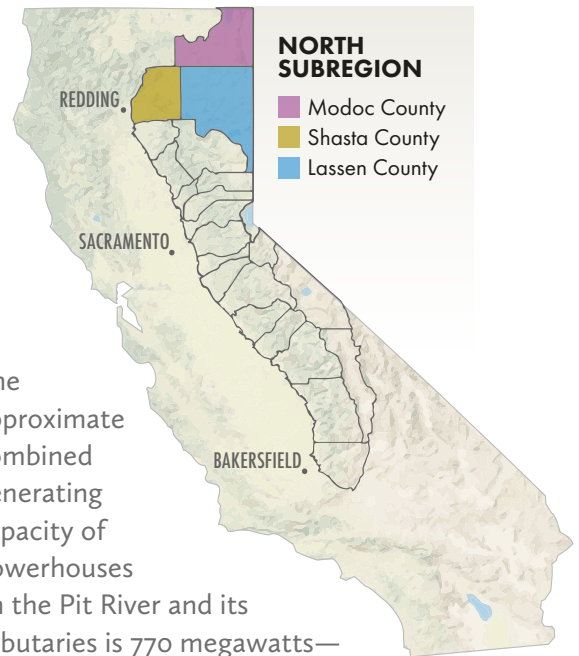 NORTH
SUBREGION
Modoc County
Shasta County
Lassen County
REDDING
SACRAMENTO
BAKERSFIELD
approximate
combined
generating
capacity of
powerhouses
the Pit River and its
tributaries is 770 megawatts—